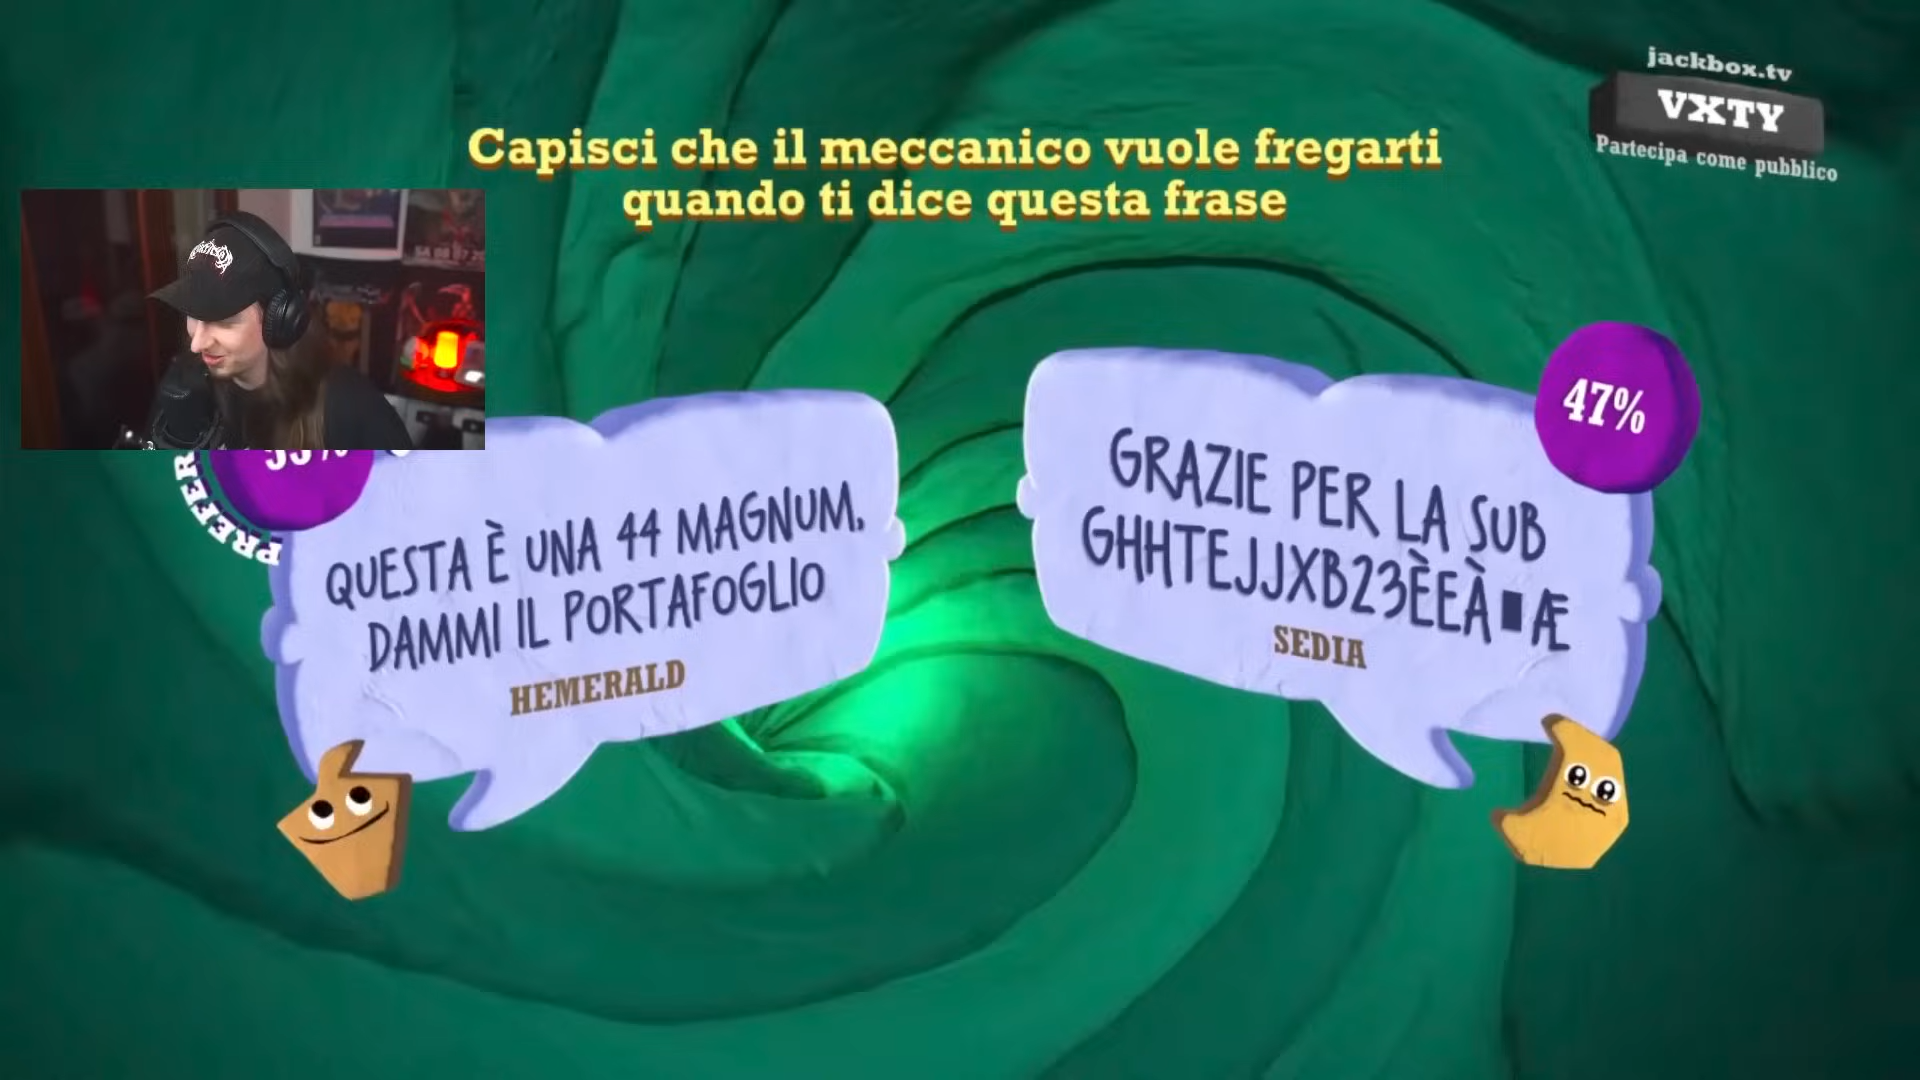 jackbox.tv
VXTY
Partecipa come pubblico
Capisci che il meccanico vuole fregarti
quando ti dice questa frase
47%
QUESTA È UNA 44 MAGNUM,
DAMMI IL PORTAFOGLIO
HEMERALD
GRAZIE PER LA SUB
GHHTEJJXB23ÈEÀ■Æ
SEDIA